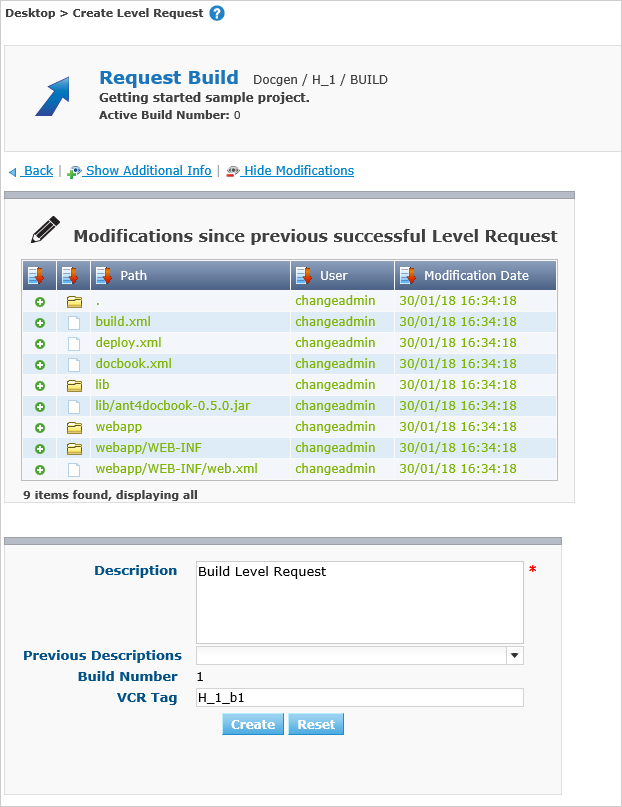 Desktop > Create Level Request ?
Request Build Docgen / H_1 / BUILD
Getting started sample project.
Active Build Number: 0
Back | Show Additional Info | Hide Modifications
Modifications since previous successful Level Request
Path User Modification Date
. changeadmin 30/01/18 16:34:18
build.xml changeadmin 30/01/18 16:34:18
deploy.xml changeadmin 30/01/18 16:34:18
docbook.xml changeadmin 30/01/18 16:34:18
lib changeadmin 30/01/18 16:34:18
lib/ant4docbook-0.5.0.jar changeadmin 30/01/18 16:34:18
webapp changeadmin 30/01/18 16:34:18
webapp/WEB-INF changeadmin 30/01/18 16:34:18
webapp/WEB-INF/web.xml changeadmin 30/01/18 16:34:18
9 items found, displaying all
Description Build Level Request *
Previous Descriptions
Build Number 1
VCR Tag H_1_b1
Create Reset